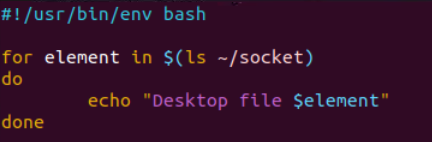 #!/usr/bin/env bash

for element in $(ls ~/socket)
do
        echo "Desktop file $element"
done